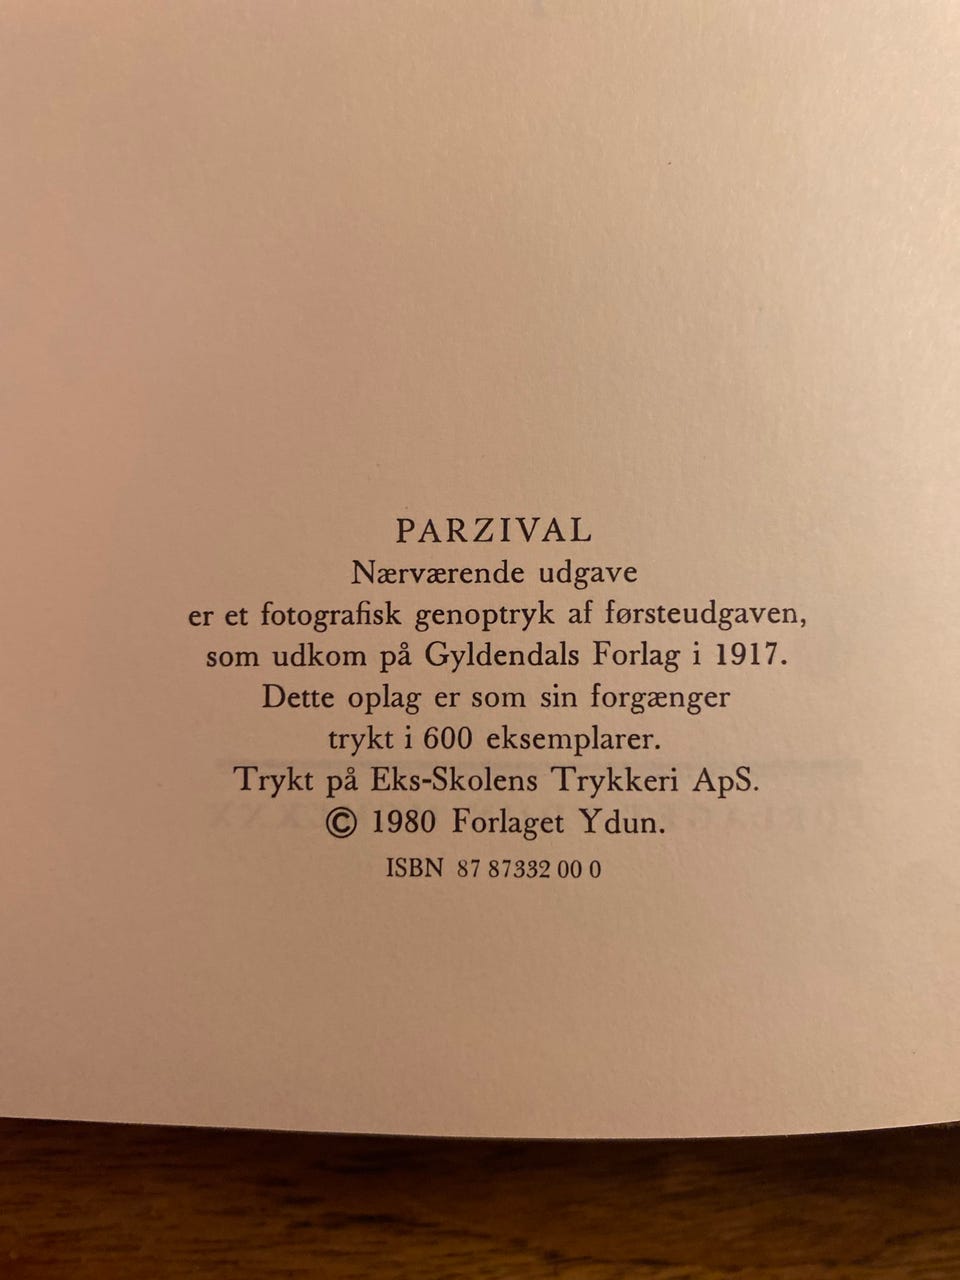 PARZIVAL
Nærværende udgave
er et fotografisk genoptryk af førsteudgaven,
som udkom på Gyldendals Forlag i 1917.
Dette oplag er som sin forgænger
trykt i 600 eksemplarer.
Trykt på Eks-Skolens Trykkeri ApS.
© 1980 Forlaget Ydun.
ISBN 87 87332 00 0